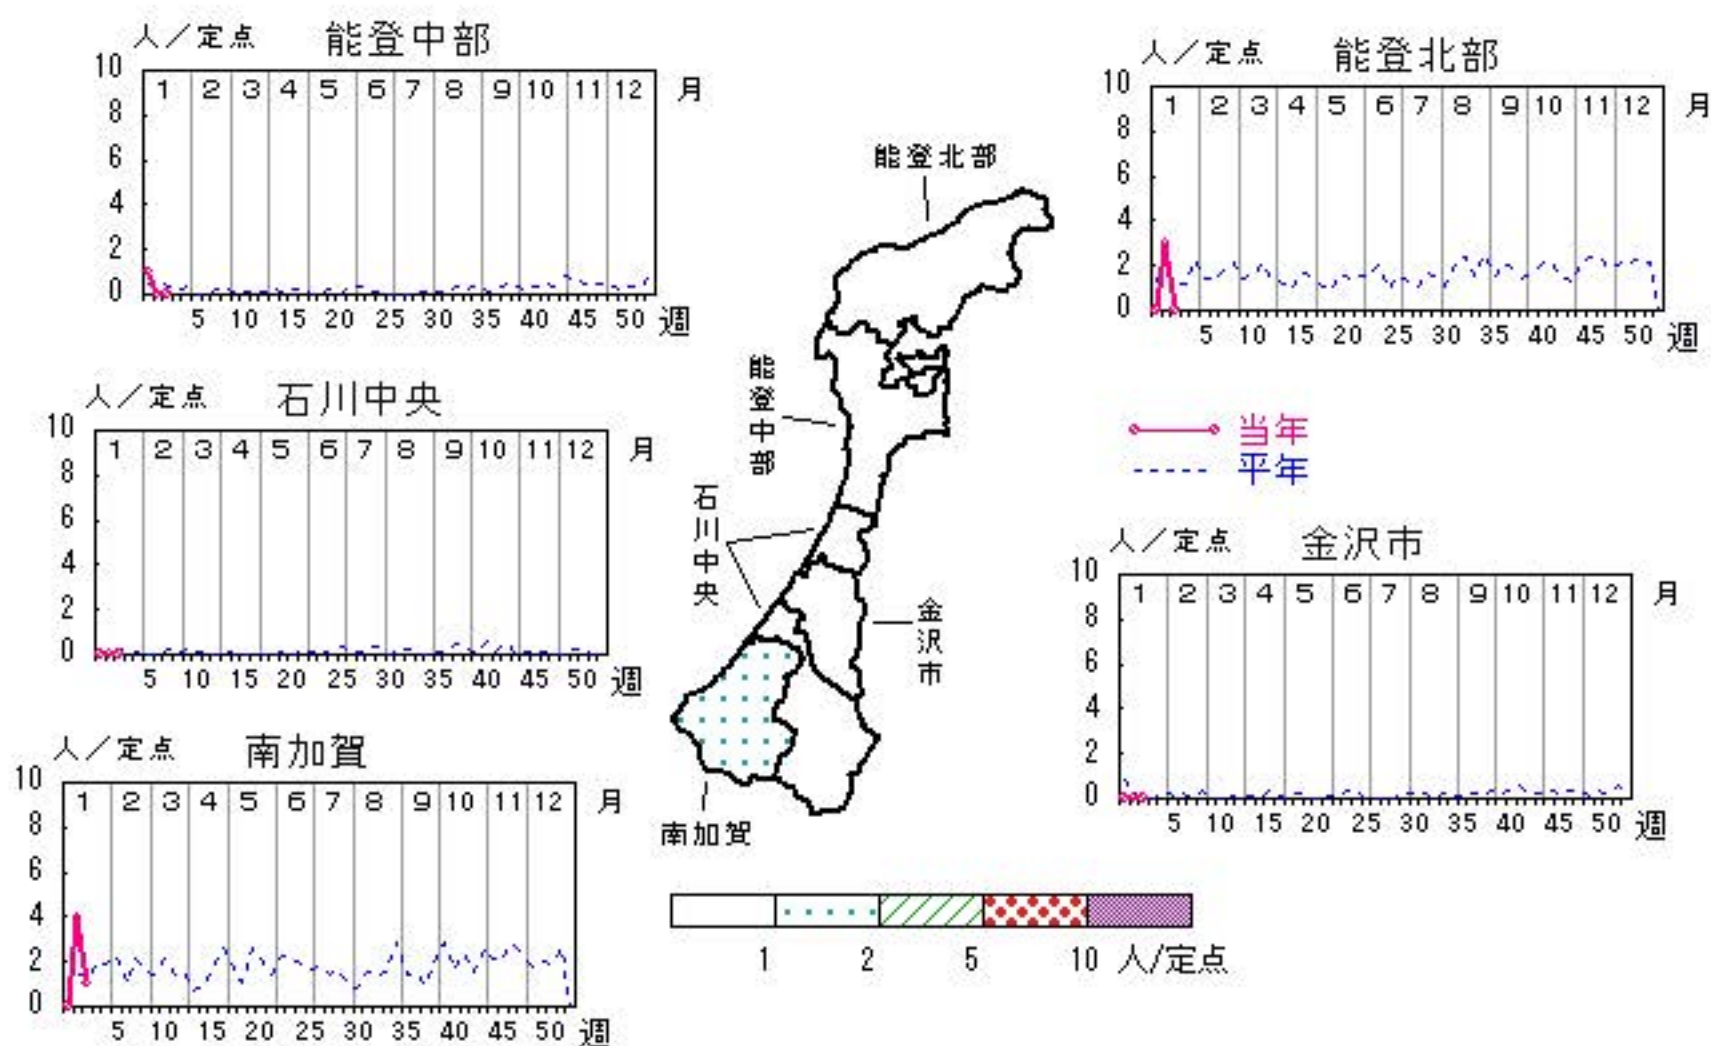 人／定点 能登中部
10 8 6 4 2 0
1 2 3 4 5 6 7 8 9 10 11 12 月
5 10 15 20 25 30 35 40 45 50 週
人／定点 能登北部
10 8 6 4 2 0
1 2 3 4 5 6 7 8 9 10 11 12 月
5 10 15 20 25 30 35 40 45 50 週
人／定点 石川中央
10 8 6 4 2 0
1 2 3 4 5 6 7 8 9 10 11 12 月
5 10 15 20 25 30 35 40 45 50 週
能登北部
能登中部
石川中央
金沢市
南加賀
当年
平年
人／定点 金沢市
10 8 6 4 2 0
1 2 3 4 5 6 7 8 9 10 11 12 月
5 10 15 20 25 30 35 40 45 50 週
人／定点 南加賀
10 8 6 4 2 0
1 2 3 4 5 6 7 8 9 10 11 12 月
5 10 15 20 25 30 35 40 45 50 週
1 2 5 10 人/定点